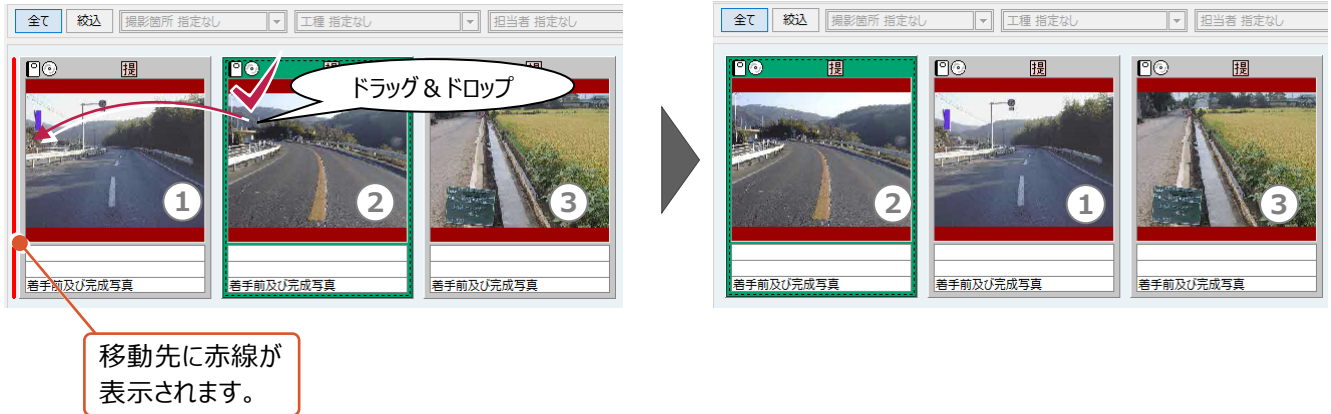 全て 絞込 撮影箇所 指定なし 工種 指定なし 担当者 指定なし
提 提 提
ドラッグ＆ドロップ
1 2 3
着手前及び完成写真 着手前及び完成写真 着手前及び完成写真
移動先に赤線が
表示されます。
全て 絞込 撮影箇所 指定なし 工種 指定なし 担当者 指定なし
提 提 提
2 1 3
着手前及び完成写真 着手前及び完成写真 着手前及び完成写真